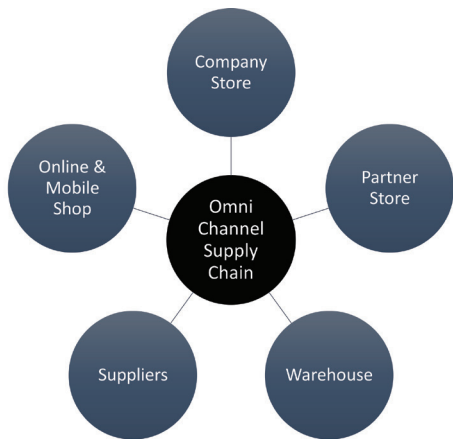 Company
Store
Online &
Mobile
Shop
Partner
Store
Omni
Channel
Supply
Chain
Suppliers
Warehouse